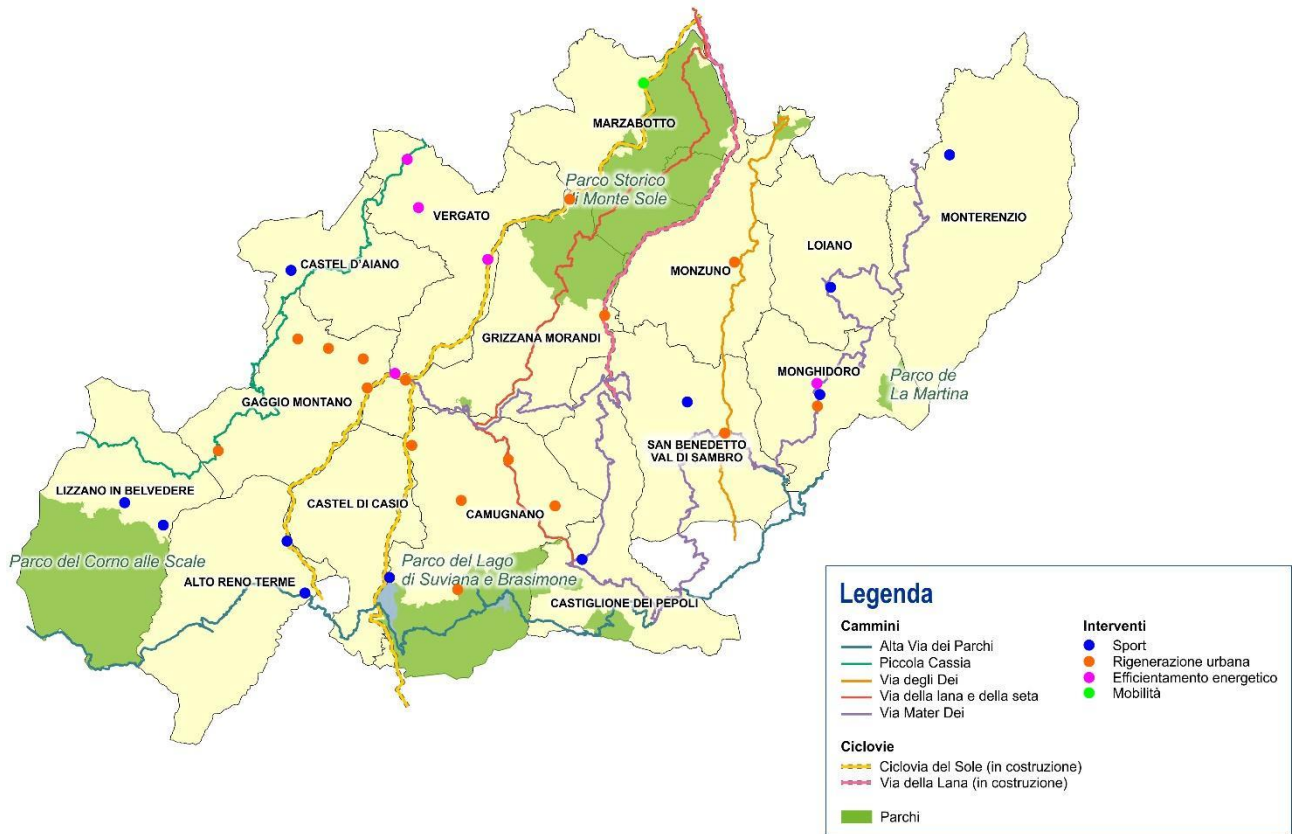 MARZABOTTO
Parco Storico
di Monte Sole
VERGATO
MONTERENZIO
LOIANO
CASTEL D'AIANO
MONZUNO
GRIZZANA MORANDI
MONGHIDORO
Parco de
La Martina
GAGGIO MONTANO
SAN BENEDETTO
VAL DI SAMBRO
LIZZANO IN BELVEDERE
CASTEL DI CASIO
CAMUGNANO
Parco del Corno alle Scale
Parco del Lago
di Suviana e Brasimone
ALTO RENO TERME
CASTIGLIONE DEI PEPOLI
Legenda
Cammini
Alta Via dei Parchi
Piccola Cassia
Via degli Dei
Via della lana e della seta
Via Mater Dei
Ciclovie
Ciclovia del Sole (in costruzione)
Via della Lana (in costruzione)
Parchi
Interventi
Sport
Rigenerazione urbana
Efficientamento energetico
Mobilità